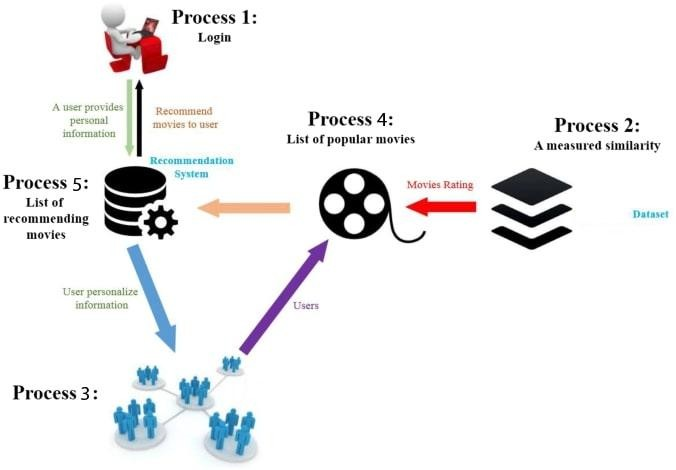 Process 1:
Login
A user provides
personal
information
Recommend
movies to user
Process 4:
List of popular movies
Process 2:
A measured similarity
Recommendation
System
Process 5:
List of
recommending
movies
Movies Rating
Dataset
User personalize
information
Users
Process 3: